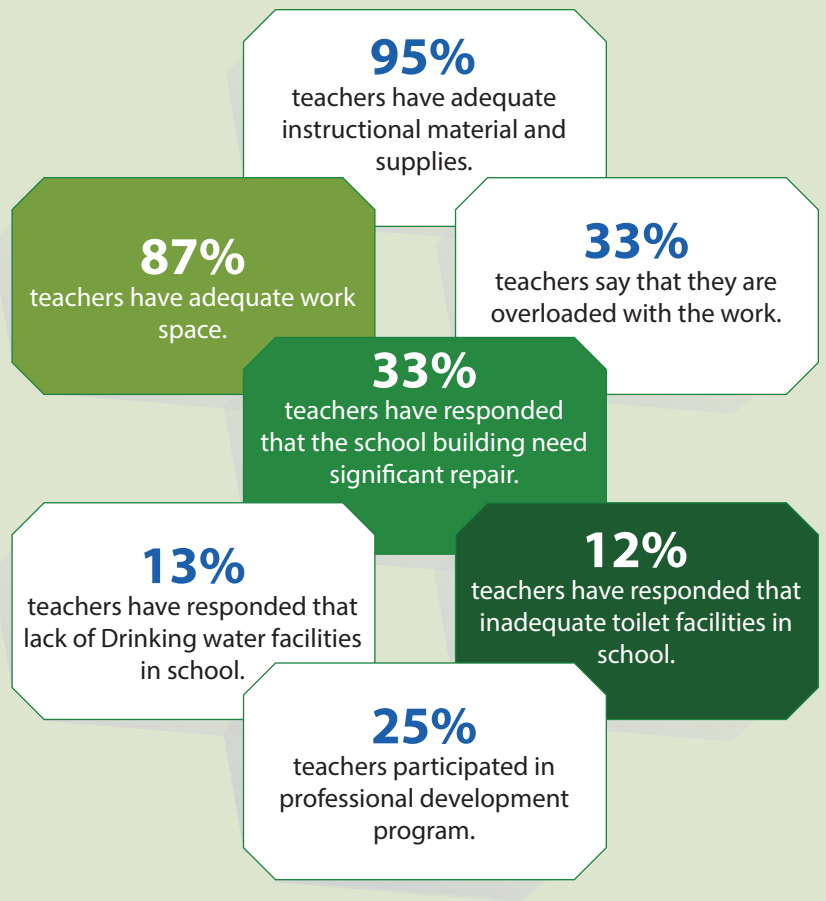 95%
teachers have adequate
instructional material and
supplies.
87%
teachers have adequate work
space.
33%
teachers say that they are
overloaded with the work.
33%
teachers have responded
that the school building need
significant repair.
13%
teachers have responded that
lack of Drinking water facilities
in school.
12%
teachers have responded that
inadequate toilet facilities in
school.
25%
teachers participated in
professional development
program.